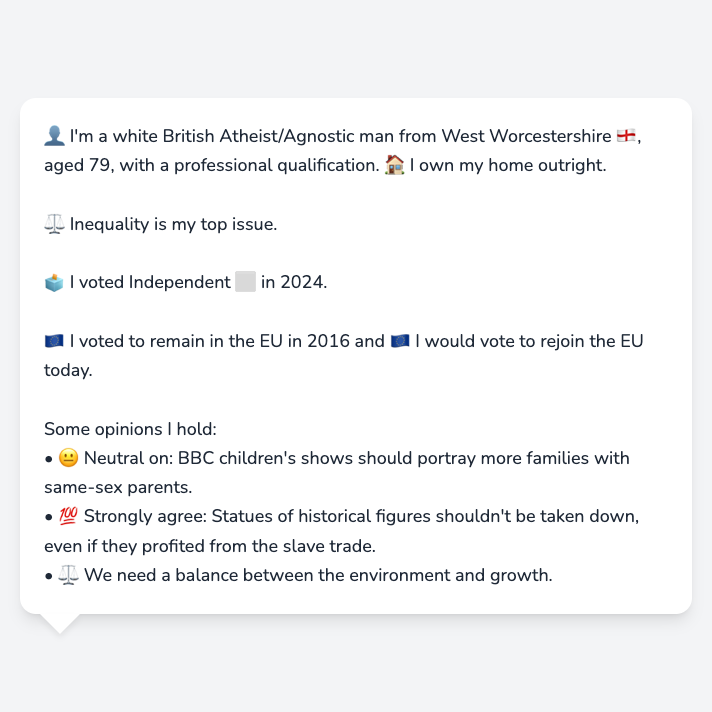 👤 I'm a white British Atheist/Agnostic man from West Worcestershire 🏴󠁧󠁢󠁥󠁮󠁧󠁿,
aged 79, with a professional qualification. 🏠 I own my home outright.
⚖️ Inequality is my top issue.
🗳️ I voted Independent ⬜ in 2024.
🇪🇺 I voted to remain in the EU in 2016 and 🇪🇺 I would vote to rejoin the EU
today.
Some opinions I hold:
• 😐 Neutral on: BBC children's shows should portray more families with
same-sex parents.
• 💯 Strongly agree: Statues of historical figures shouldn't be taken down,
even if they profited from the slave trade.
• ⚖️ We need a balance between the environment and growth.